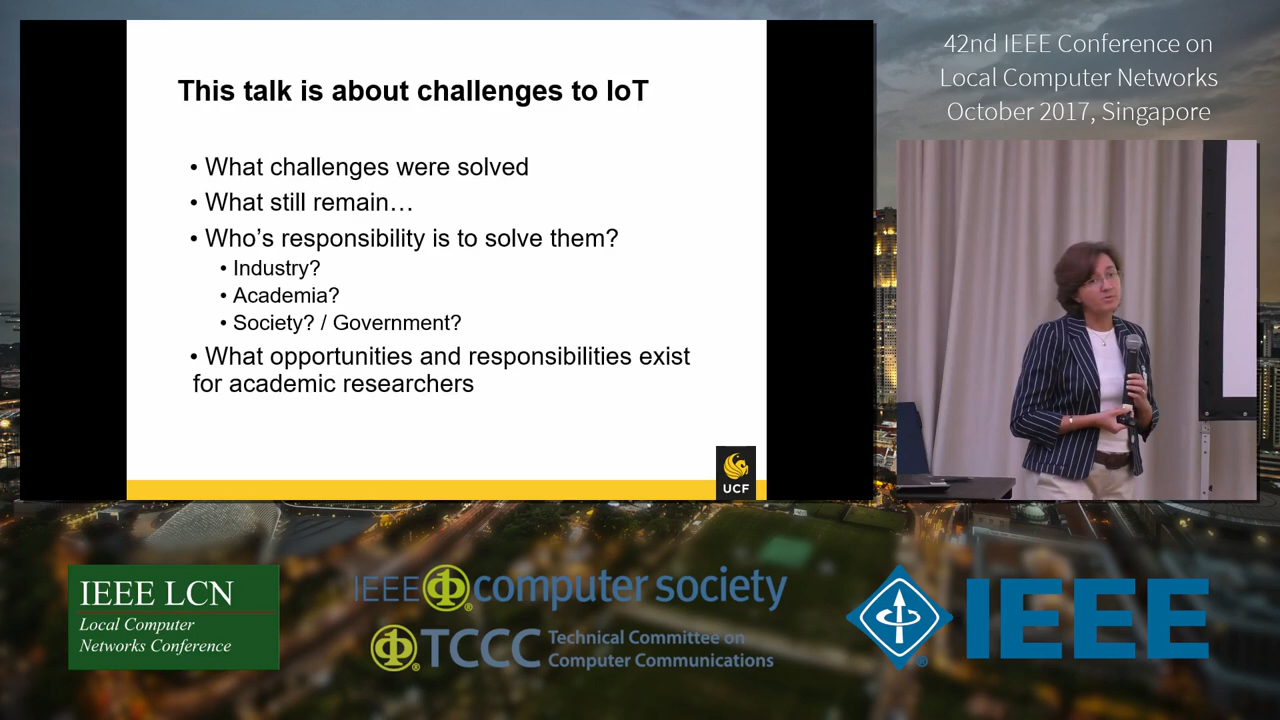 This talk is about challenges to IoT
• What challenges were solved
• What still remain…
• Who's responsibility is to solve them?
• Industry?
• Academia?
• Society? / Government?
• What opportunities and responsibilities exist
for academic researchers
UCF
42nd IEEE Conference on
Local Computer Networks
October 2017, Singapore
IEEE LCN
Local Computer
Networks Conference
IEEE computer society
TCCC Technical Committee on
Computer Communications
IEEE